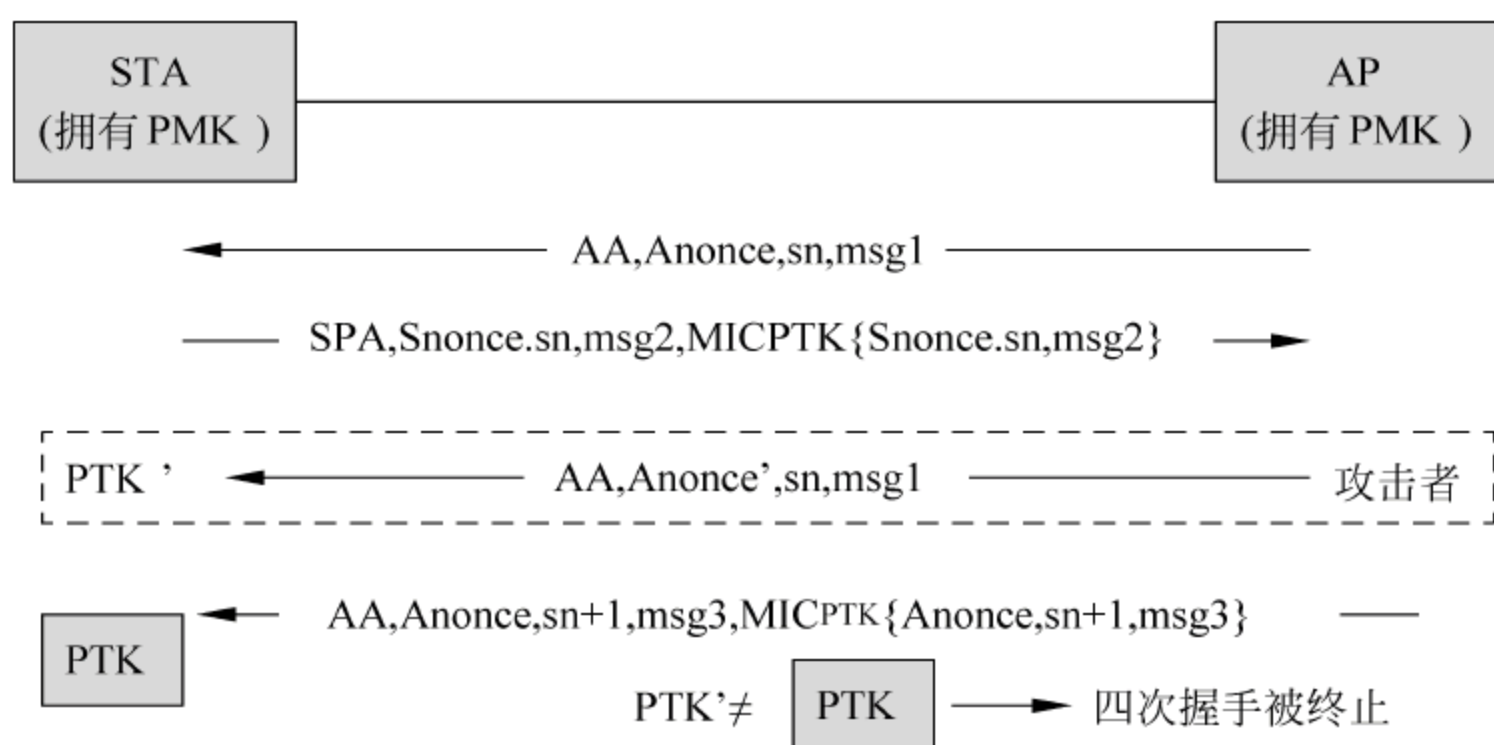 STA
(拥有 PMK )
AP
(拥有 PMK )
AA,Anonce,sn,msg1
SPA,Snonce.sn,msg2,MICPTK{Snonce.sn,msg2}
PTK ’ AA,Anonce’,sn,msg1 攻击者
AA,Anonce,sn+1,msg3,MICPTK{Anonce,sn+1,msg3}
PTK
PTK’≠ PTK 四次握手被终止